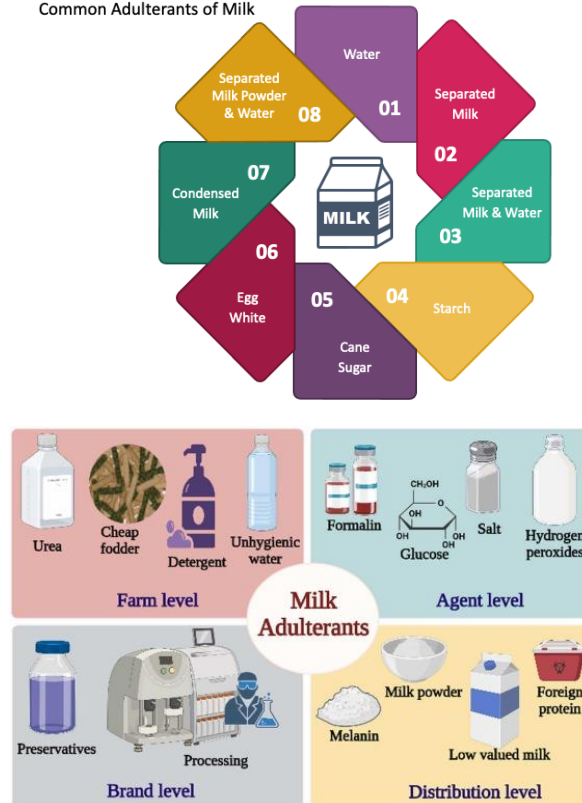 Common Adulterants of Milk
Water
01
Separated
Milk
02
Separated
Milk & Water
03
04
Starch
05
Cane
Sugar
06
Egg
White
07
Condensed
Milk
Separated
Milk Powder
& Water
08
MILK
Urea
Cheap
fodder
Detergent
Unhygienic
water
Farm level
Formalin
CH₂OH
O
OH
OH
OH
OH
Glucose
Salt
Hydrogen
peroxides
Agent level
Milk
Adulterants
Preservatives
Processing
Brand level
Melanin
Milk powder
Low valued milk
Foreign
protein
Distribution level